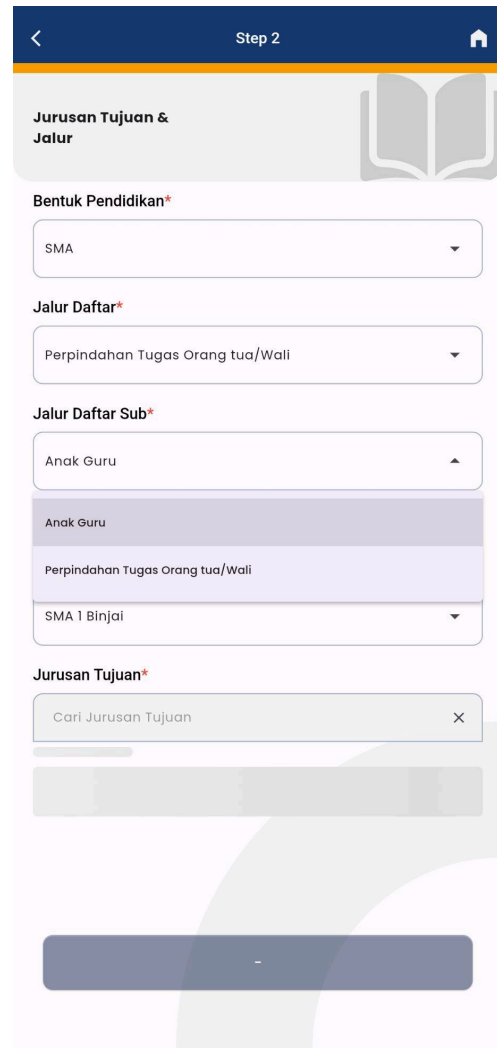 Step 2
Jurusan Tujuan &
Jalur
Bentuk Pendidikan*
SMA
Jalur Daftar*
Perpindahan Tugas Orang tua/Wali
Jalur Daftar Sub*
Anak Guru
Anak Guru
Perpindahan Tugas Orang tua/Wali
SMA 1 Binjai
Jurusan Tujuan*
Cari Jurusan Tujuan
-